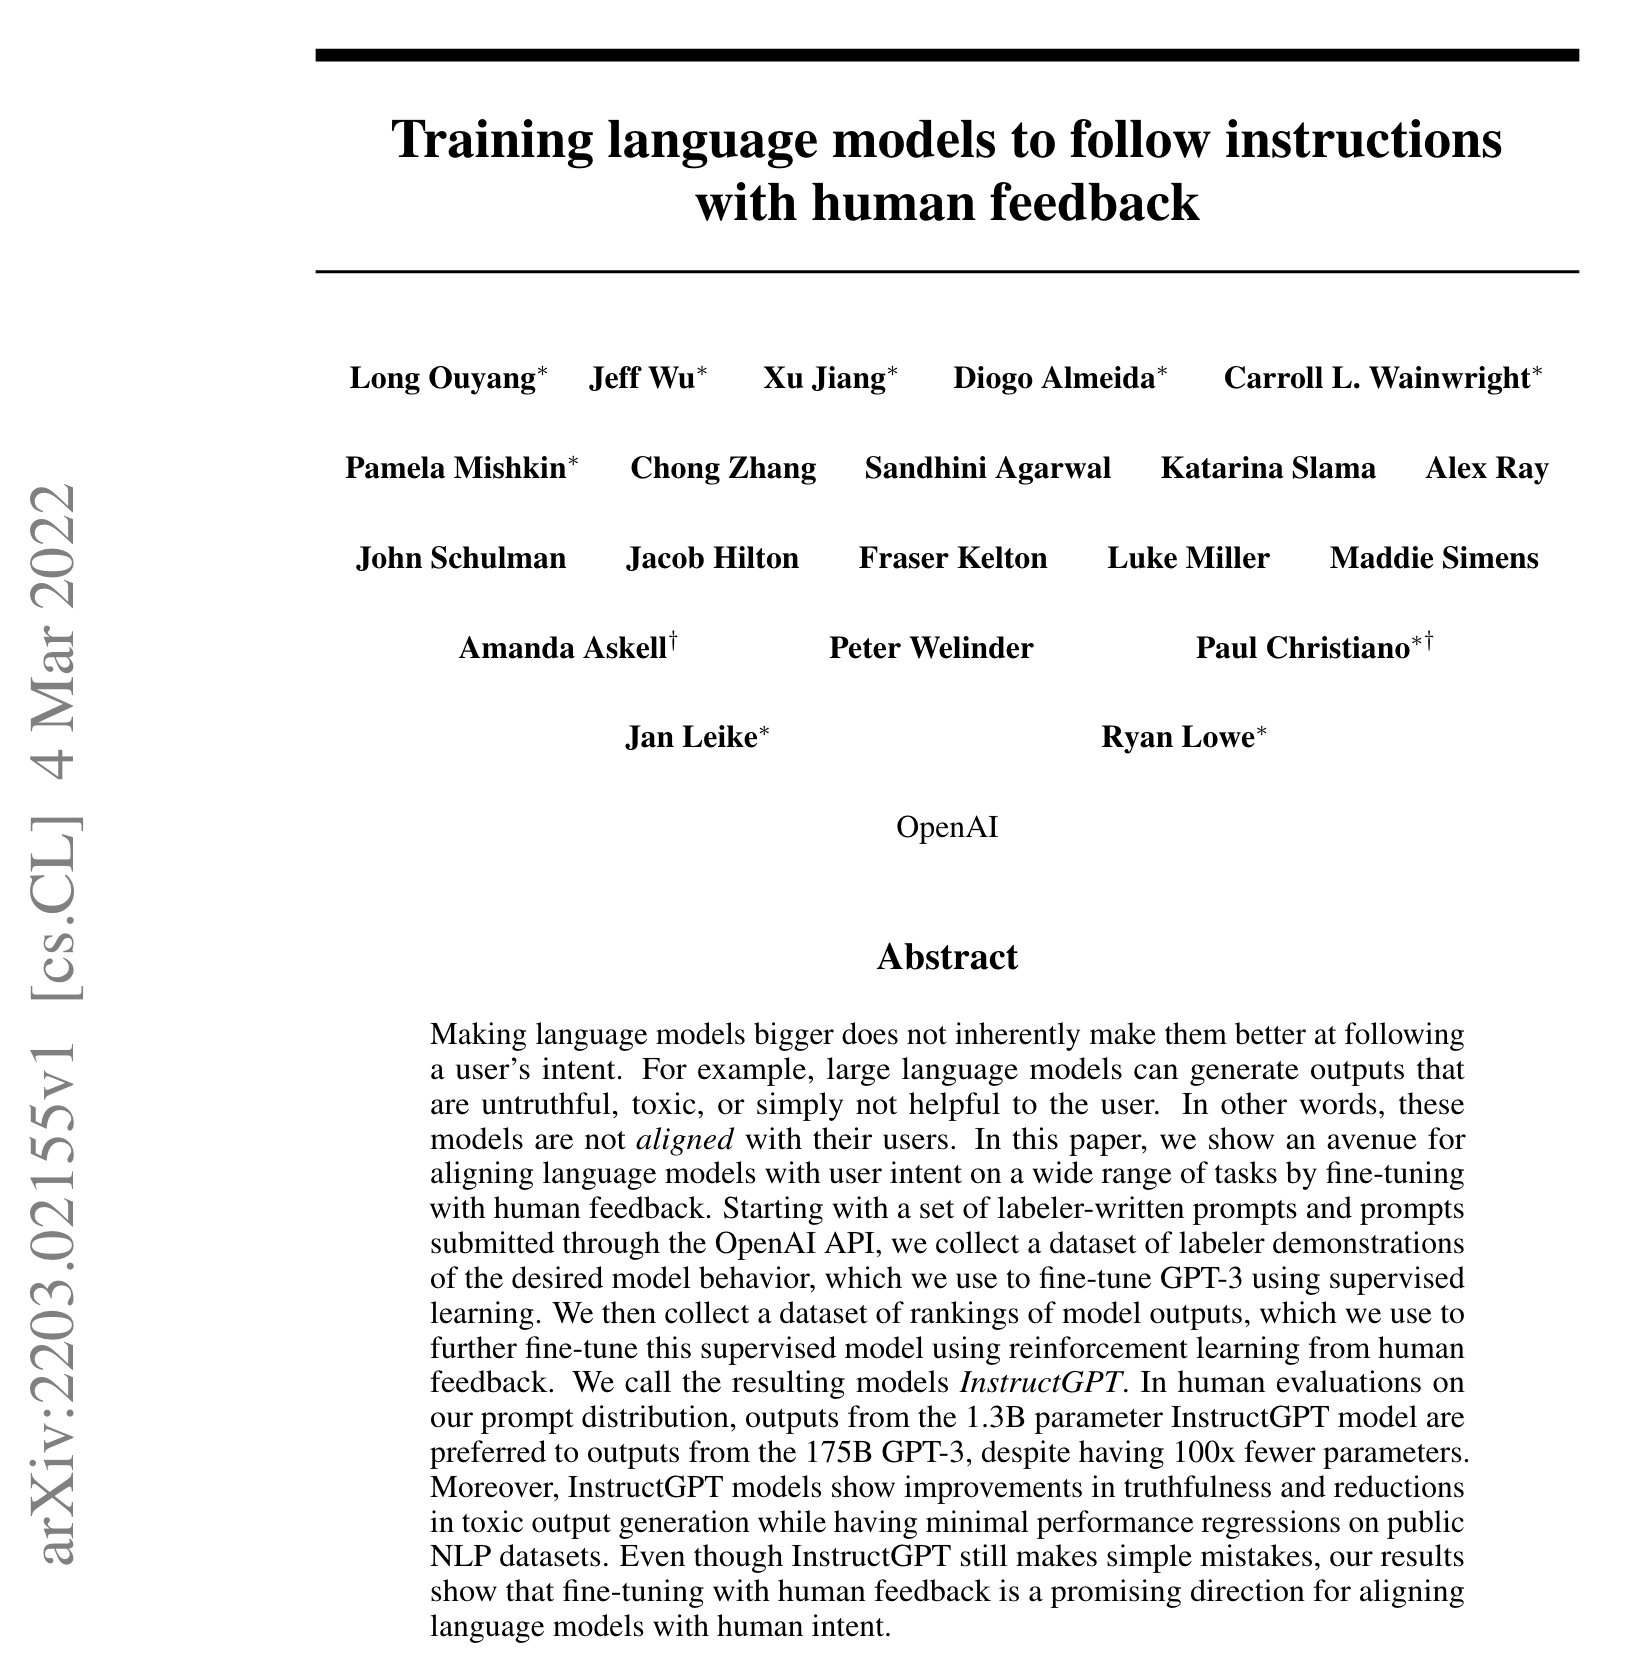 Training language models to follow instructions
with human feedback
Long Ouyang* Jeff Wu* Xu Jiang* Diogo Almeida* Carroll L. Wainwright*
Pamela Mishkin* Chong Zhang Sandhini Agarwal Katarina Slama Alex Ray
John Schulman Jacob Hilton Fraser Kelton Luke Miller Maddie Simens
Amanda Askell† Peter Welinder Paul Christiano*†
Jan Leike* Ryan Lowe*
OpenAI
Abstract
Making language models bigger does not inherently make them better at following
a user's intent. For example, large language models can generate outputs that
are untruthful, toxic, or simply not helpful to the user. In other words, these
models are not aligned with their users. In this paper, we show an avenue for
aligning language models with user intent on a wide range of tasks by fine-tuning
with human feedback. Starting with a set of labeler-written prompts and prompts
submitted through the OpenAI API, we collect a dataset of labeler demonstrations
of the desired model behavior, which we use to fine-tune GPT-3 using supervised
learning. We then collect a dataset of rankings of model outputs, which we use to
further fine-tune this supervised model using reinforcement learning from human
feedback. We call the resulting models InstructGPT. In human evaluations on
our prompt distribution, outputs from the 1.3B parameter InstructGPT model are
preferred to outputs from the 175B GPT-3, despite having 100x fewer parameters.
Moreover, InstructGPT models show improvements in truthfulness and reductions
in toxic output generation while having minimal performance regressions on public
NLP datasets. Even though InstructGPT still makes simple mistakes, our results
show that fine-tuning with human feedback is a promising direction for aligning
language models with human intent.
arXiv:2203.02155v1 [cs.CL] 4 Mar 2022